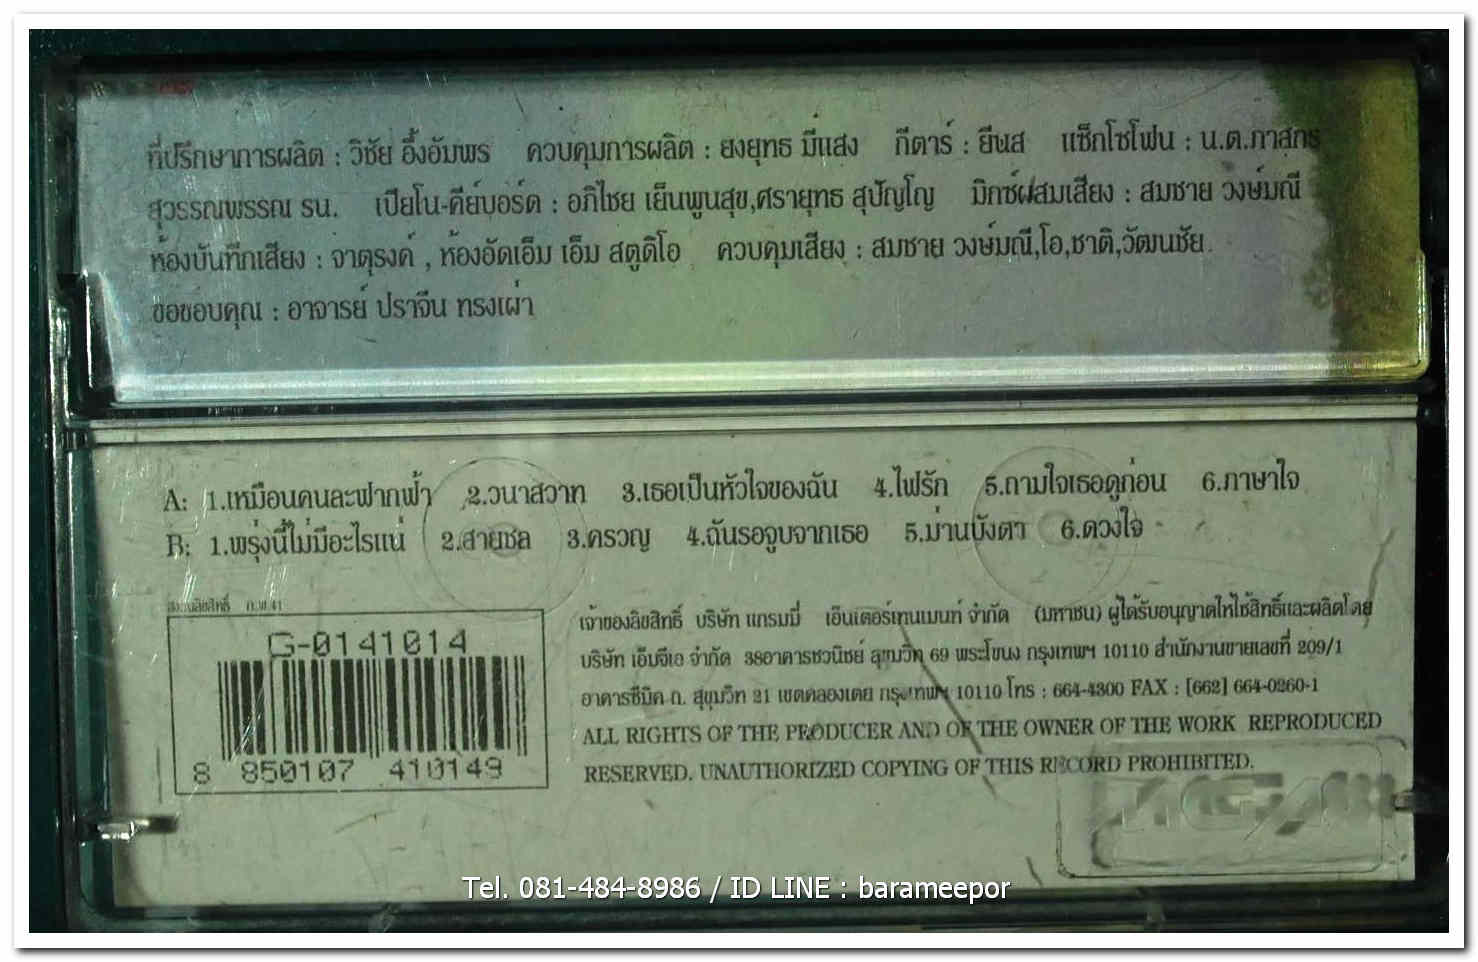 ที่ปรึกษาการผลิต : วิชัย อึ้งอัมพร ควบคุมการผลิต : ยงยุทธ มีแสง กีตาร์ : ยีนส แซ็กโซโฟน : น.ต.ภาสกร
สุวรรณพรรณ รน. เปียโน-คีย์บอร์ด : อภิไชย เย็นพูนสุข,ศรายุทธ สุปัญโญ มิกซ์ผสมเสียง : สมชาย วงษ์มณี
ห้องบันทึกเสียง : จาตุรงค์ , ห้องอัดเอ็ม เอ็ม สตูดิโอ ควบคุมเสียง : สมชาย วงษ์มณี,โอ,ชาติ,วัฒนชัย
ขอขอบคุณ : อาจารย์ ปราจีน ทรงเผ่า
A: 1.เหมือนคนละฟากฟ้า 2.วนาสวาท 3.เธอเป็นหัวใจของฉัน 4.ไฟรัก 5.ถามใจเธอดูก่อน 6.ภาษาใจ
B: 1.พรุ่งนี้ไม่มีอะไรแน่ 2.สายชล 3.ครวญ 4.ฉันรอจูบจากเธอ 5.ม่านบังตา 6.ดวงใจ
สงวนลิขสิทธิ์ ก.พ.41
G-0141014
8 850107 410149
เจ้าของลิขสิทธิ์ บริษัท แกรมมี่ เอ็นเตอร์เทนเมนท์ จำกัด (มหาชน) ผู้ได้รับอนุญาตให้ใช้สิทธิ์และผลิตโดย
บริษัท เอ็มจีเอ จำกัด 38อาคารชวนิชย์ สุขุมวิท 69 พระโขนง กรุงเทพฯ 10110 สำนักงานขายเลขที่ 209/1
อาคารซีมิค ก. สุขุมวิท 21 เขตคลองเตย กรุงเทพฯ 10110 โทร : 664-4300 FAX : [662] 664-0260-1
ALL RIGHTS OF THE PRODUCER AND OF THE OWNER OF THE WORK REPRODUCED
RESERVED. UNAUTHORIZED COPYING OF THIS RECORD PROHIBITED.
Tel. 081-484-8986 / ID LINE : barameepor